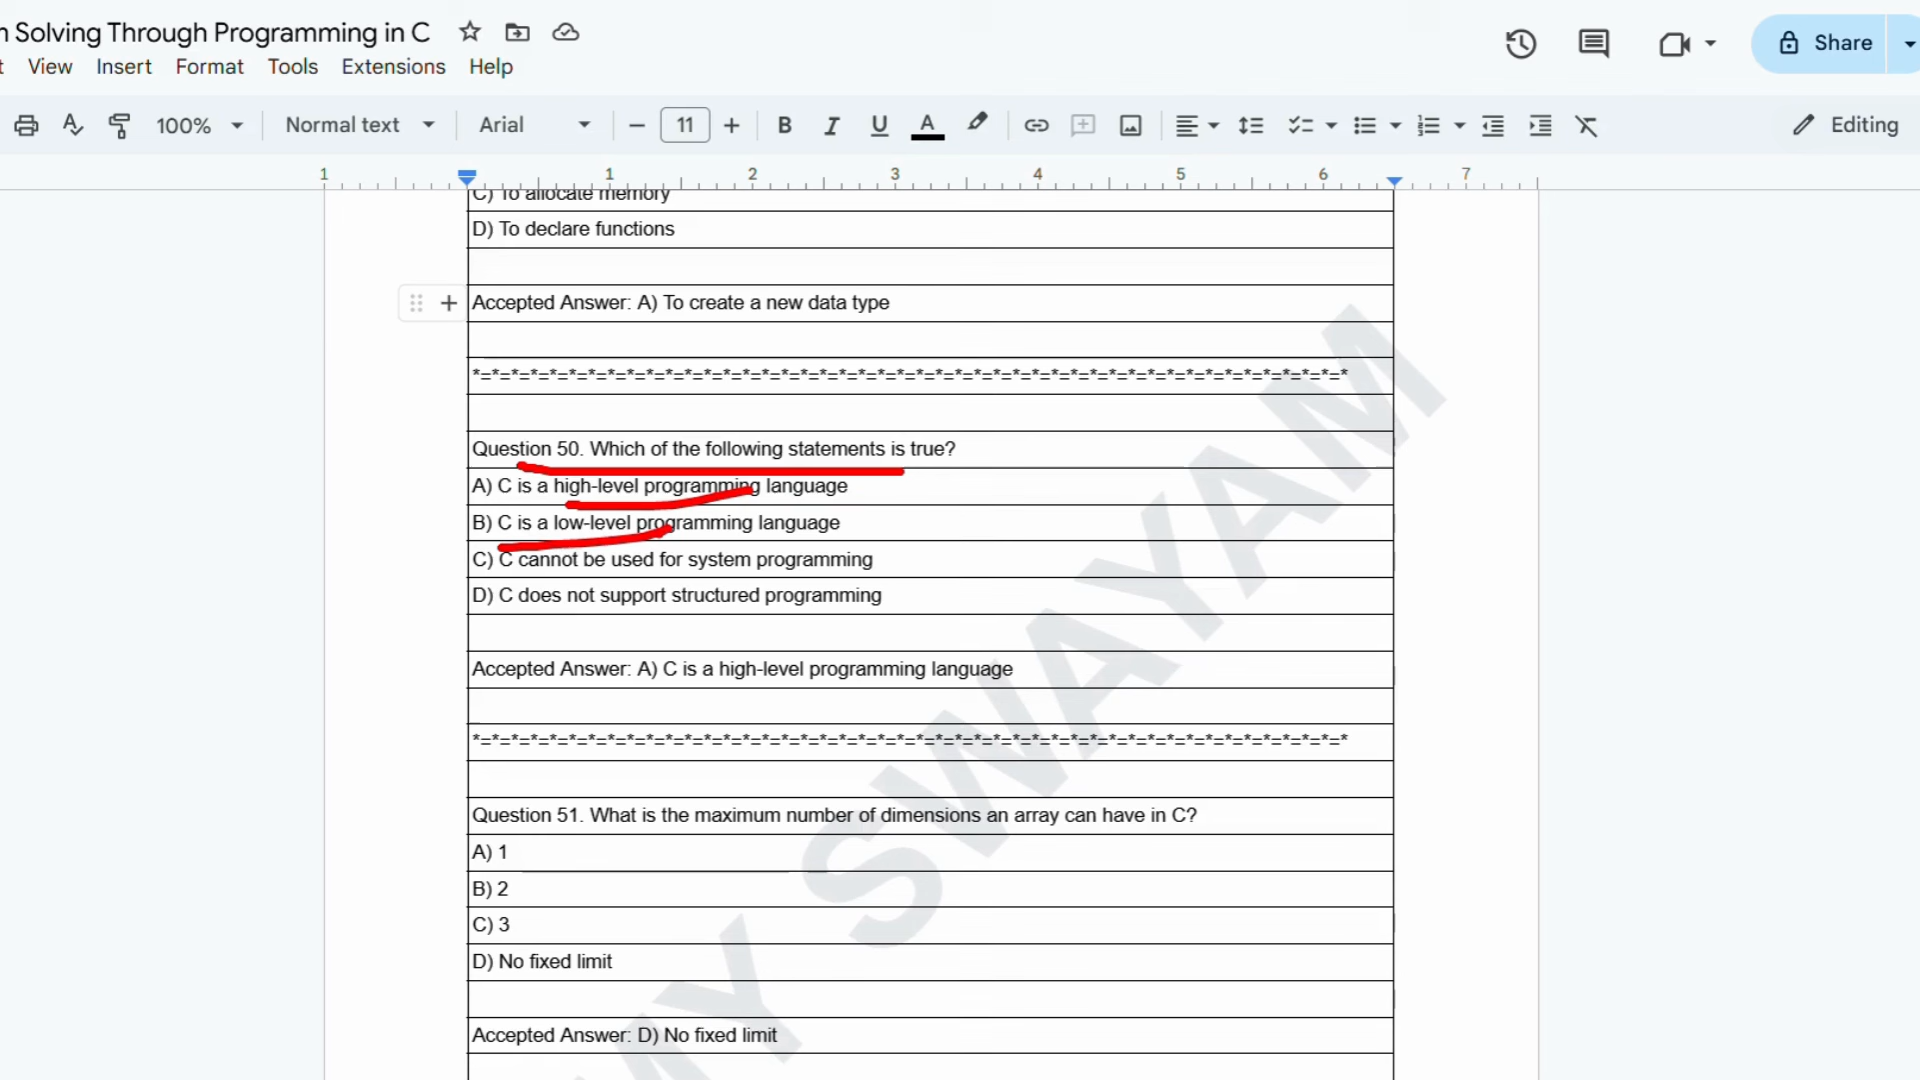 n Solving Through Programming in C
t View Insert Format Tools Extensions Help
Share
100% Normal text Arial 11 B I U A Editing
1 1 2 3 4 5 6 7
C) To allocate memory
D) To declare functions
Accepted Answer: A) To create a new data type
*=*=*=*=*=*=*=*=*=*=*=*=*=*=*=*=*=*=*=*=*=*=*=*=*=*=*=*=*=*=*=*=*=*=*=*=*=*=*=*=*=*=*=*=*=*
Question 50. Which of the following statements is true?
A) C is a high-level programming language
B) C is a low-level programming language
C) C cannot be used for system programming
D) C does not support structured programming
Accepted Answer: A) C is a high-level programming language
*=*=*=*=*=*=*=*=*=*=*=*=*=*=*=*=*=*=*=*=*=*=*=*=*=*=*=*=*=*=*=*=*=*=*=*=*=*=*=*=*=*=*=*=*=*
Question 51. What is the maximum number of dimensions an array can have in C?
A) 1
B) 2
C) 3
D) No fixed limit
Accepted Answer: D) No fixed limit
MY SWAYAM